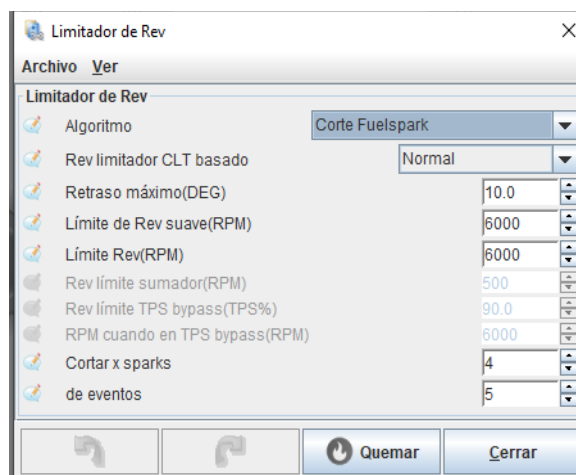 Limitador de Rev
Archivo Ver
Limitador de Rev
Algoritmo Corte Fuelspark
Rev limitador CLT basado Normal
Retraso máximo(DEG) 10.0
Límite de Rev suave(RPM) 6000
Límite Rev(RPM) 6000
Rev límite sumador(RPM) 500
Rev límite TPS bypass(TPS%) 90.0
RPM cuando en TPS bypass(RPM) 6000
Cortar x sparks 4
de eventos 5
Quemar Cerrar